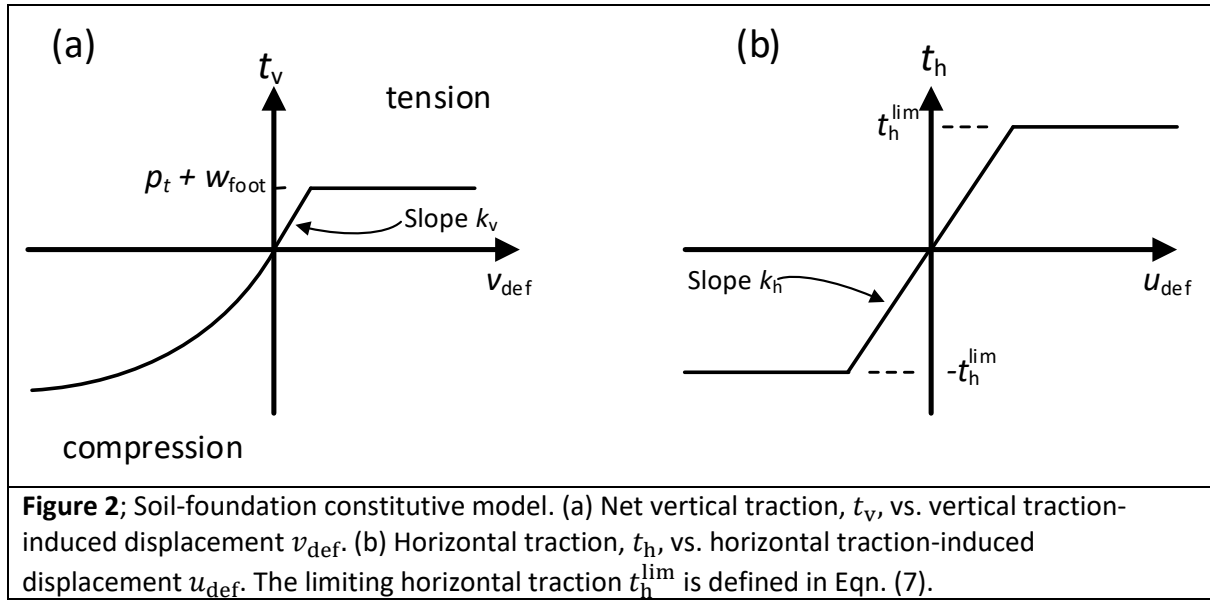 (a)
t_v
tension
p_t + w_foot
Slope k_v
v_def
compression
(b)
t_h
t_h^lim
Slope k_h
u_def
-t_h^lim
Figure 2; Soil-foundation constitutive model. (a) Net vertical traction, t_v, vs. vertical traction-
induced displacement v_def. (b) Horizontal traction, t_h, vs. horizontal traction-induced
displacement u_def. The limiting horizontal traction t_h^lim is defined in Eqn. (7).